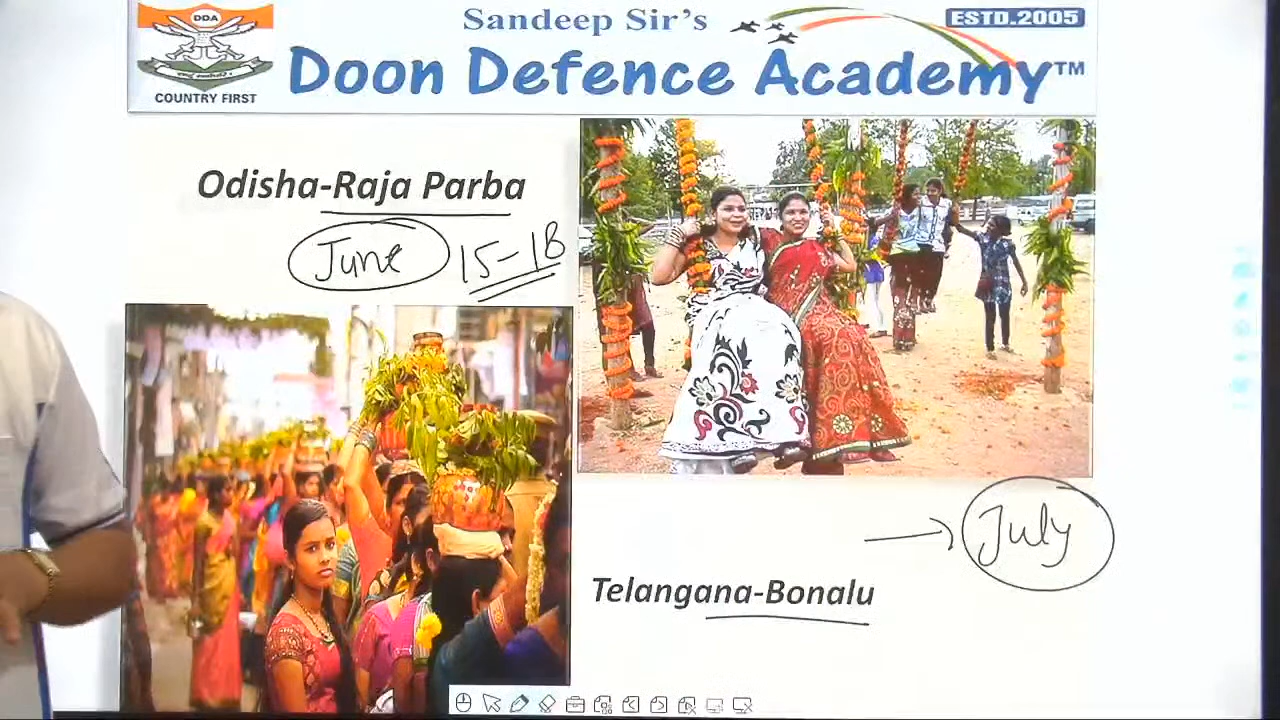 DDA
COUNTRY FIRST
Sandeep Sir's
ESTD.2005
Doon Defence Academy™
Odisha-Raja Parba
June 15-18
July
Telangana-Bonalu